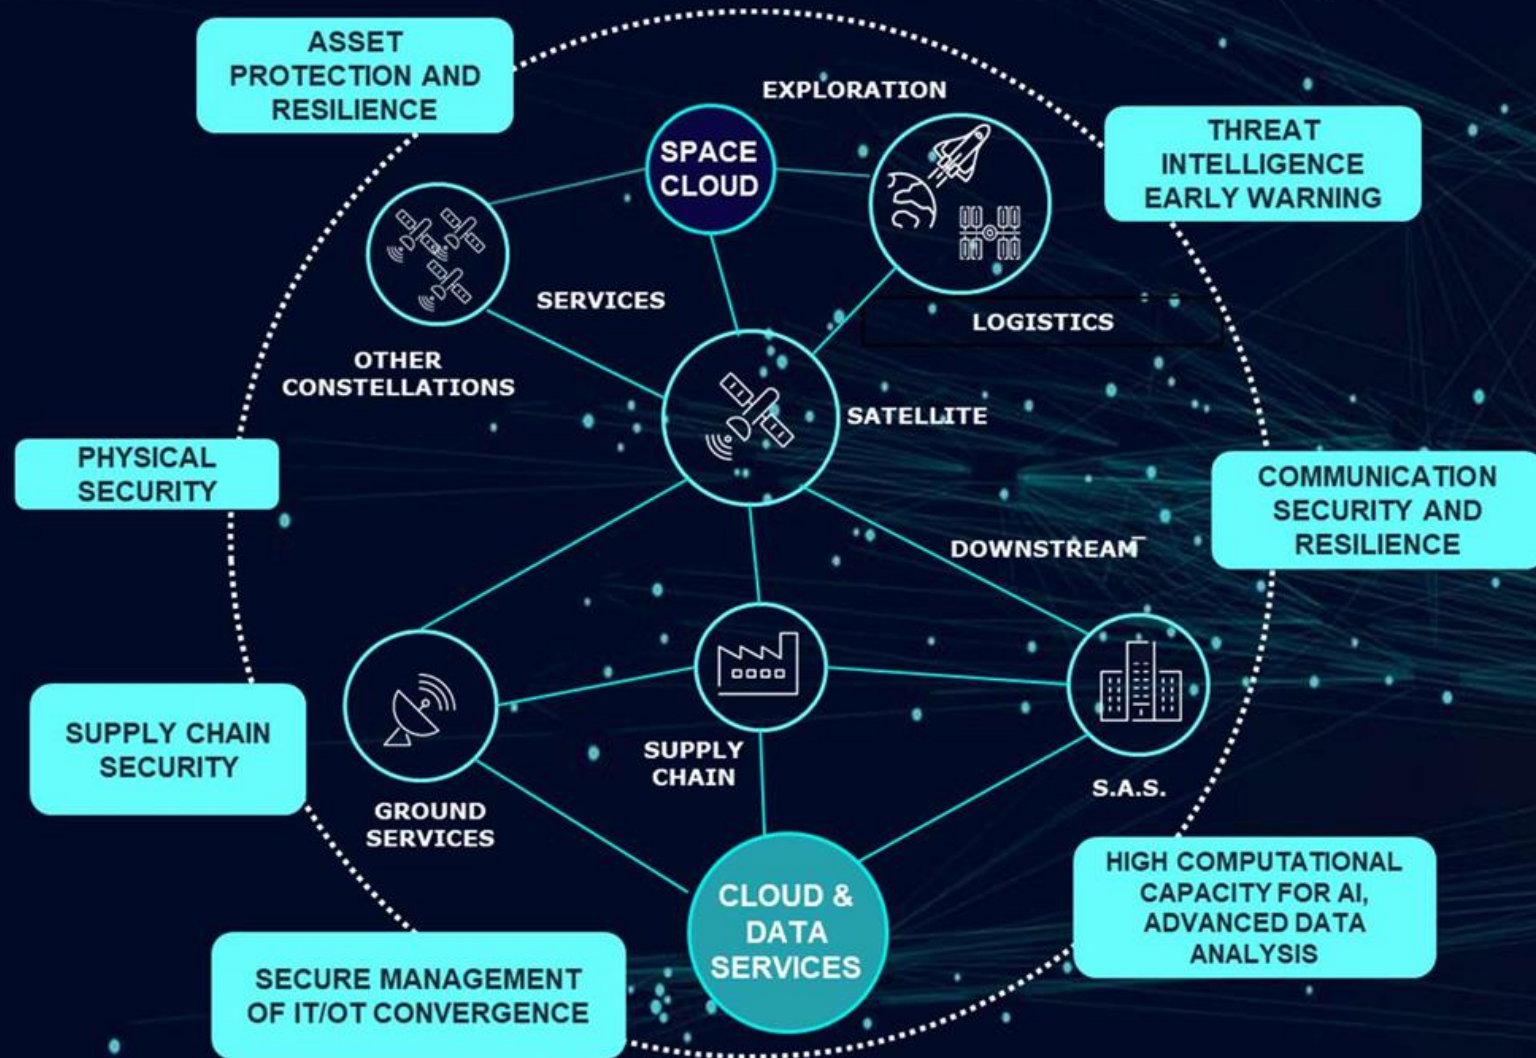 ASSET
PROTECTION AND
RESILIENCE
EXPLORATION
THREAT
INTELLIGENCE
EARLY WARNING
SPACE
CLOUD
SERVICES
LOGISTICS
OTHER
CONSTELLATIONS
SATELLITE
PHYSICAL
SECURITY
COMMUNICATION
SECURITY AND
RESILIENCE
DOWNSTREAM
SUPPLY CHAIN
SECURITY
SUPPLY
CHAIN
S.A.S.
GROUND
SERVICES
HIGH COMPUTATIONAL
CAPACITY FOR AI,
ADVANCED DATA
ANALYSIS
CLOUD &
DATA
SERVICES
SECURE MANAGEMENT
OF IT/OT CONVERGENCE